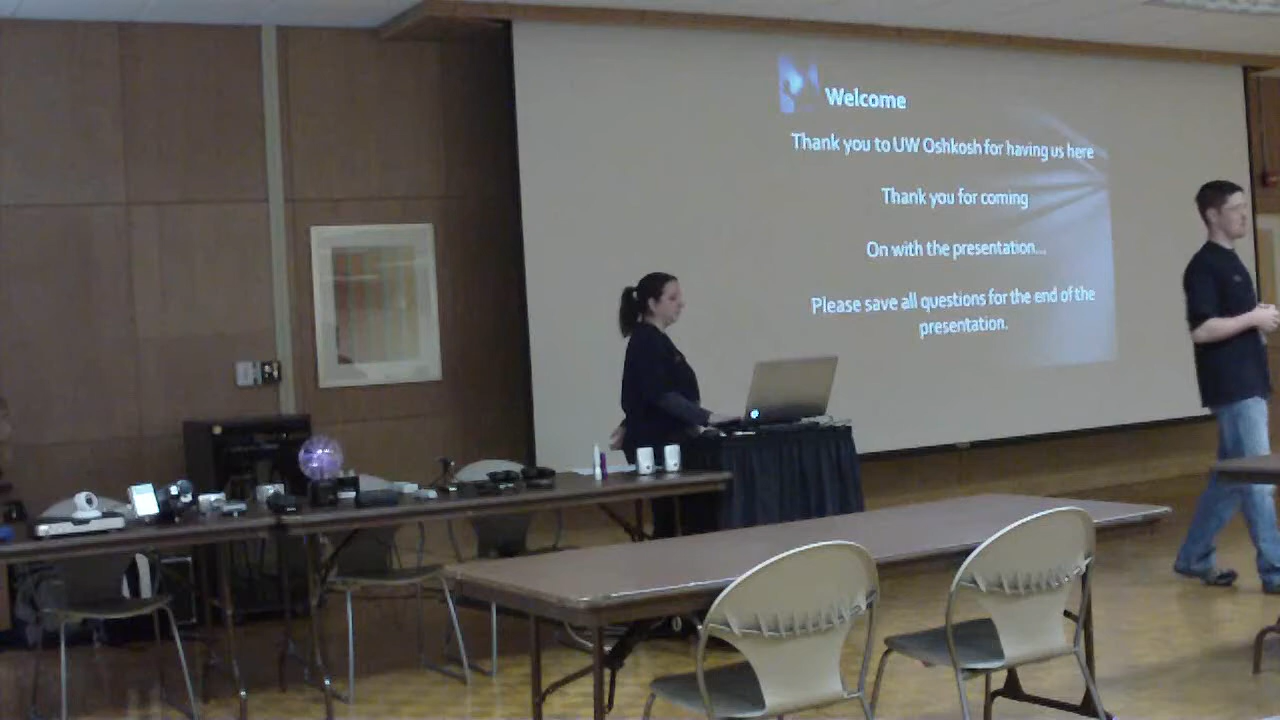 Welcome
Thank you to UW Oshkosh for having us here
Thank you for coming
On with the presentation...
Please save all questions for the end of the
presentation.